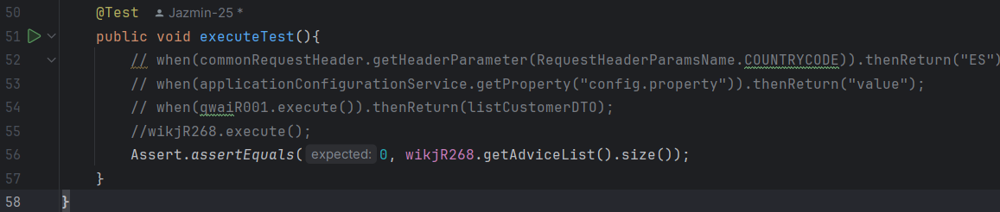 50 @Test Jazmin-25 *
51 public void executeTest(){
52 // when(commonRequestHeader.getHeaderParameter(RequestHeaderParamsName.COUNTRYCODE)).thenReturn("ES")
53 // when(applicationConfigurationService.getProperty("config.property")).thenReturn("value");
54 // when(qwaiR001.execute()).thenReturn(listCustomerDTO);
55 //wikjR268.execute();
56 Assert.assertEquals( expected: 0, wikjR268.getAdviceList().size());
57 }
58 }